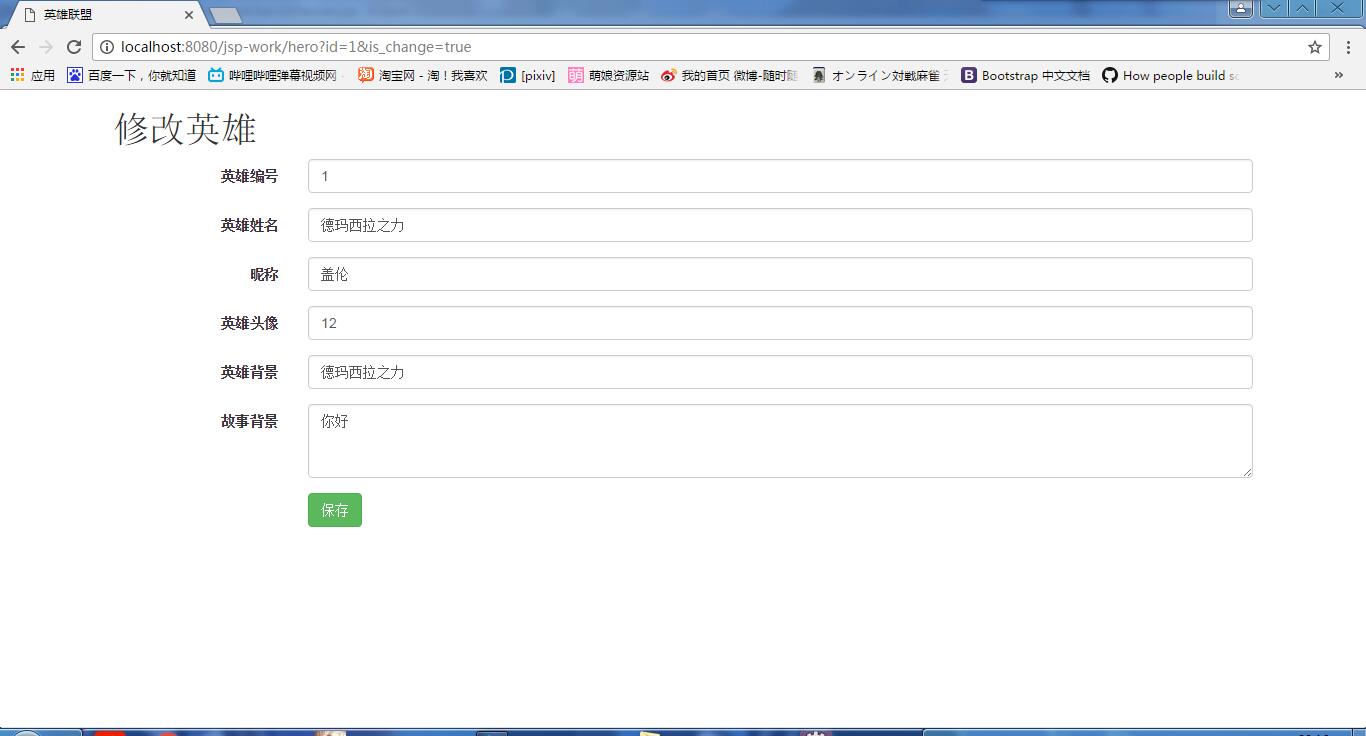 英雄联盟
localhost:8080/jsp-work/hero?id=1&is_change=true
应用 百度一下，你就知道 哔哩哔哩弹幕视频网 - 淘宝网 - 淘！我喜欢 [pixiv] 萌娘资源站 我的首页 微博-随时随 オンライン対戦麻雀 B Bootstrap 中文文档 How people build »
修改英雄
英雄编号 1
英雄姓名 德玛西拉之力
昵称 盖伦
英雄头像 12
英雄背景 德玛西拉之力
故事背景 你好
保存